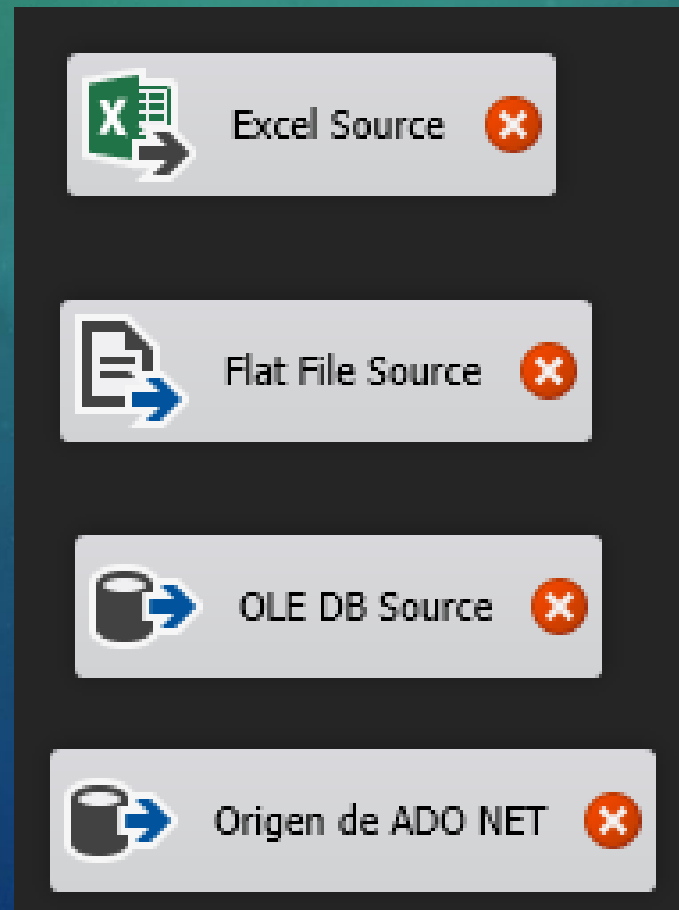 X
Excel Source
Flat File Source
OLE DB Source
Origen de ADO NET